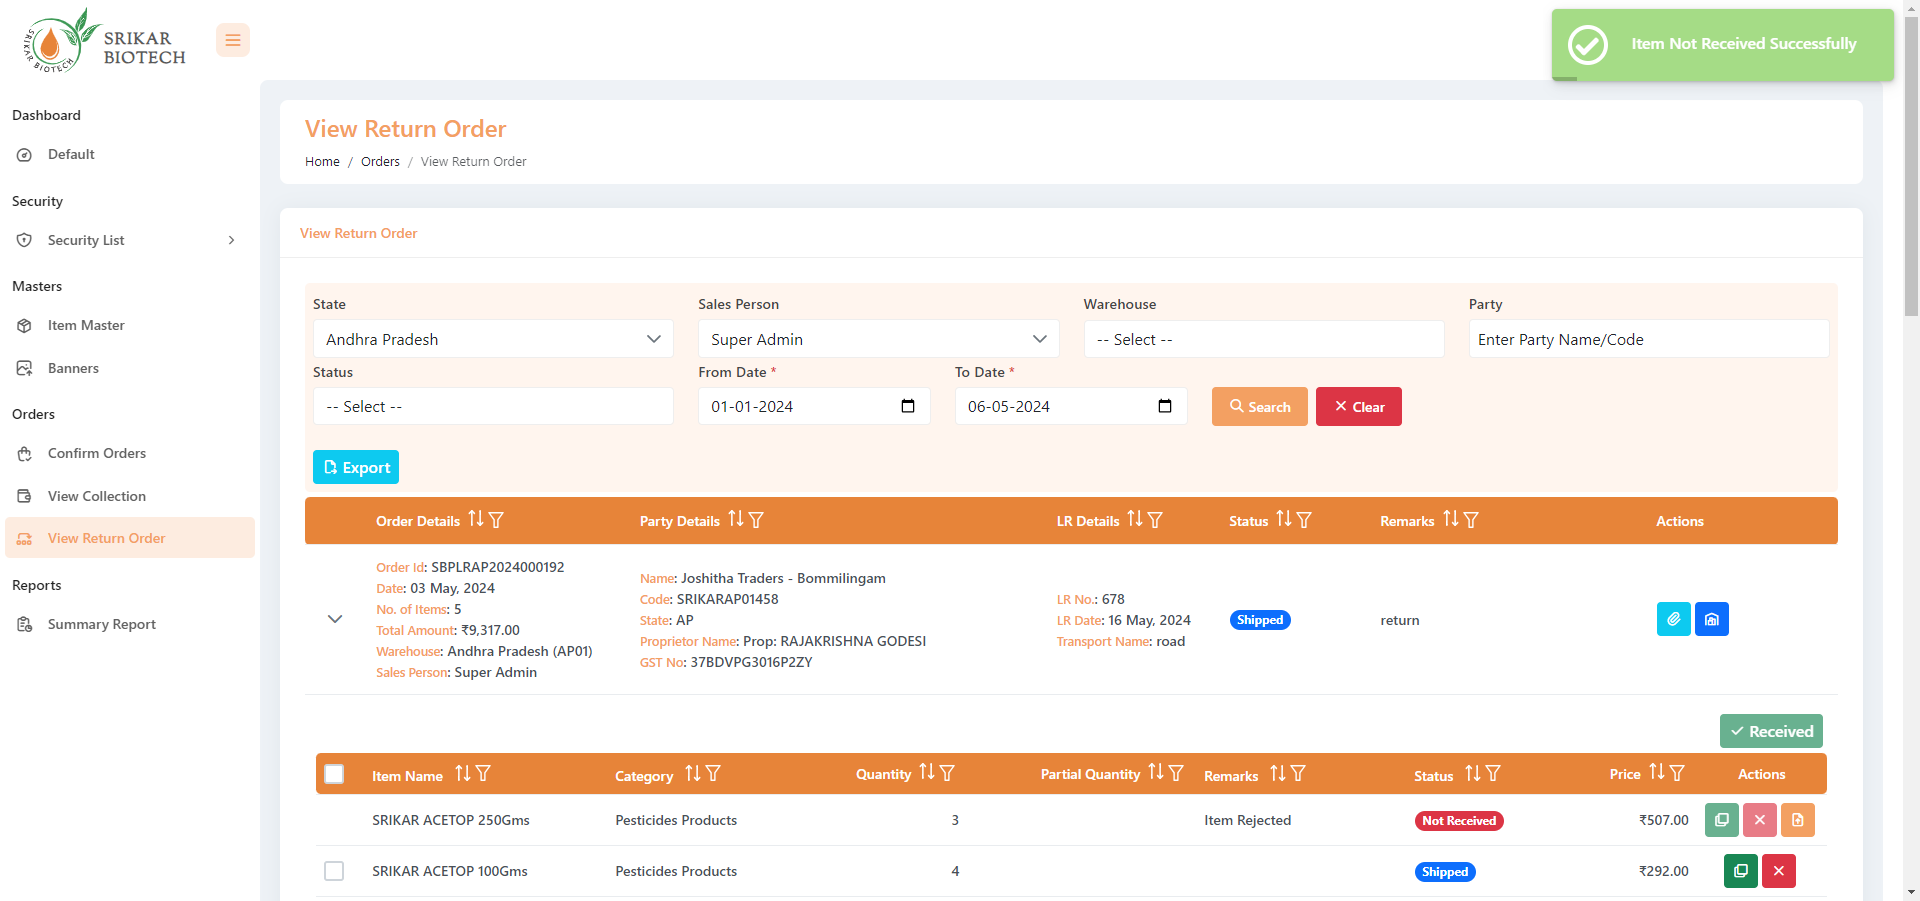 SRIKAR BIOTECH
SRIKAR
BIOTECH
Item Not Received Successfully
Dashboard
Default
Security
Security List
Masters
Item Master
Banners
Orders
Confirm Orders
View Collection
View Return Order
Reports
Summary Report
View Return Order
Home / Orders / View Return Order
View Return Order
State Sales Person Warehouse Party
Andhra Pradesh Super Admin -- Select -- Enter Party Name/Code
Status From Date * To Date *
-- Select -- 01-01-2024 06-05-2024 Search Clear
Export
Order Details Party Details LR Details Status Remarks Actions
Order Id: SBPLRAP2024000192
Date: 03 May, 2024
No. of Items: 5
Total Amount: ₹9,317.00
Warehouse: Andhra Pradesh (AP01)
Sales Person: Super Admin
Name: Joshitha Traders - Bommilingam
Code: SRIKARAP01458
State: AP
Proprietor Name: Prop: RAJAKRISHNA GODESI
GST No: 37BDVPG3016P2ZY
LR No.: 678
LR Date: 16 May, 2024
Transport Name: road
Shipped
return
Received
Item Name Category Quantity Partial Quantity Remarks Status Price Actions
SRIKAR ACETOP 250Gms Pesticides Products 3 Item Rejected Not Received ₹507.00
SRIKAR ACETOP 100Gms Pesticides Products 4 Shipped ₹292.00